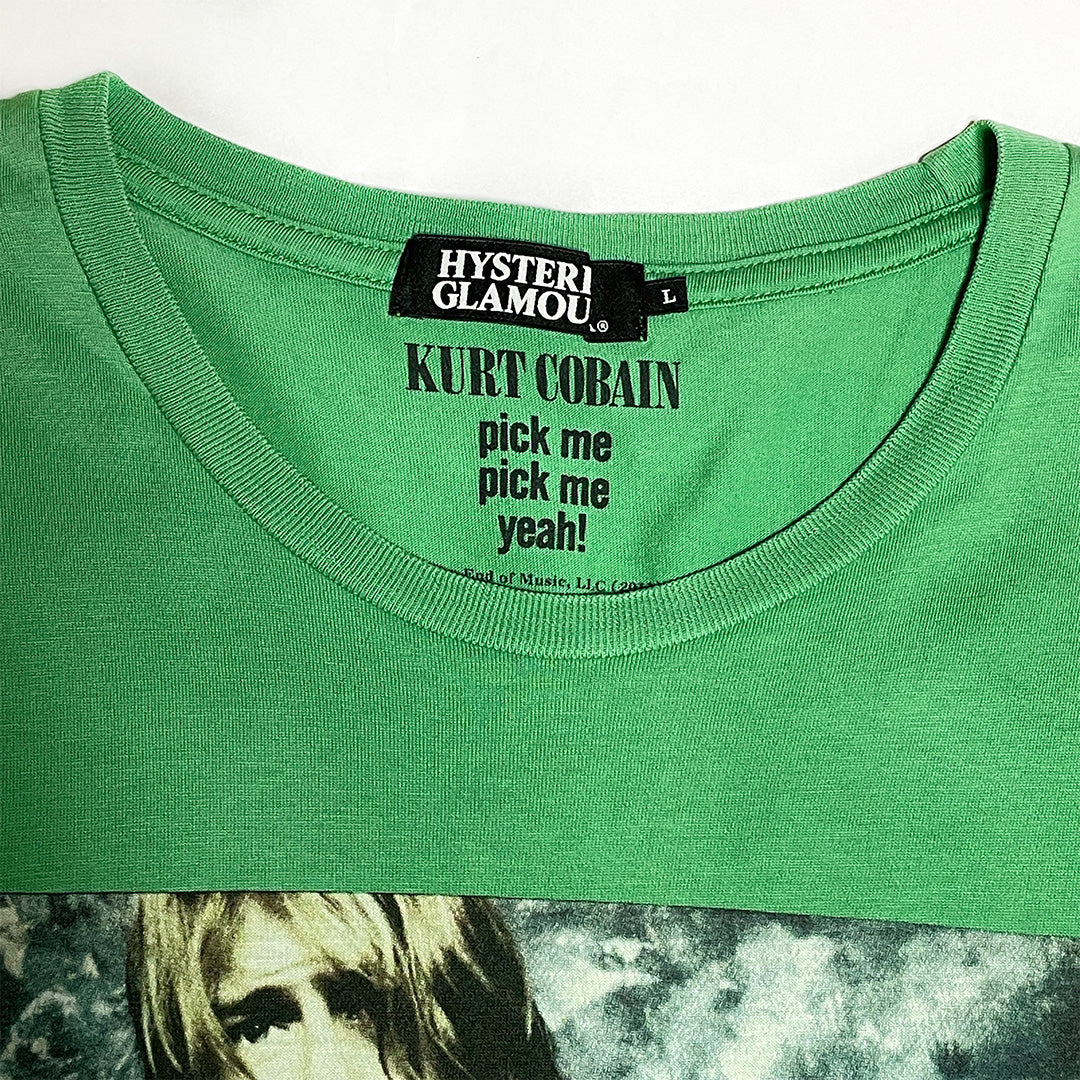 HYSTERI
GLAMOU
®
L
KURT COBAIN
pick me
pick me
yeah!
End of Music, LLC